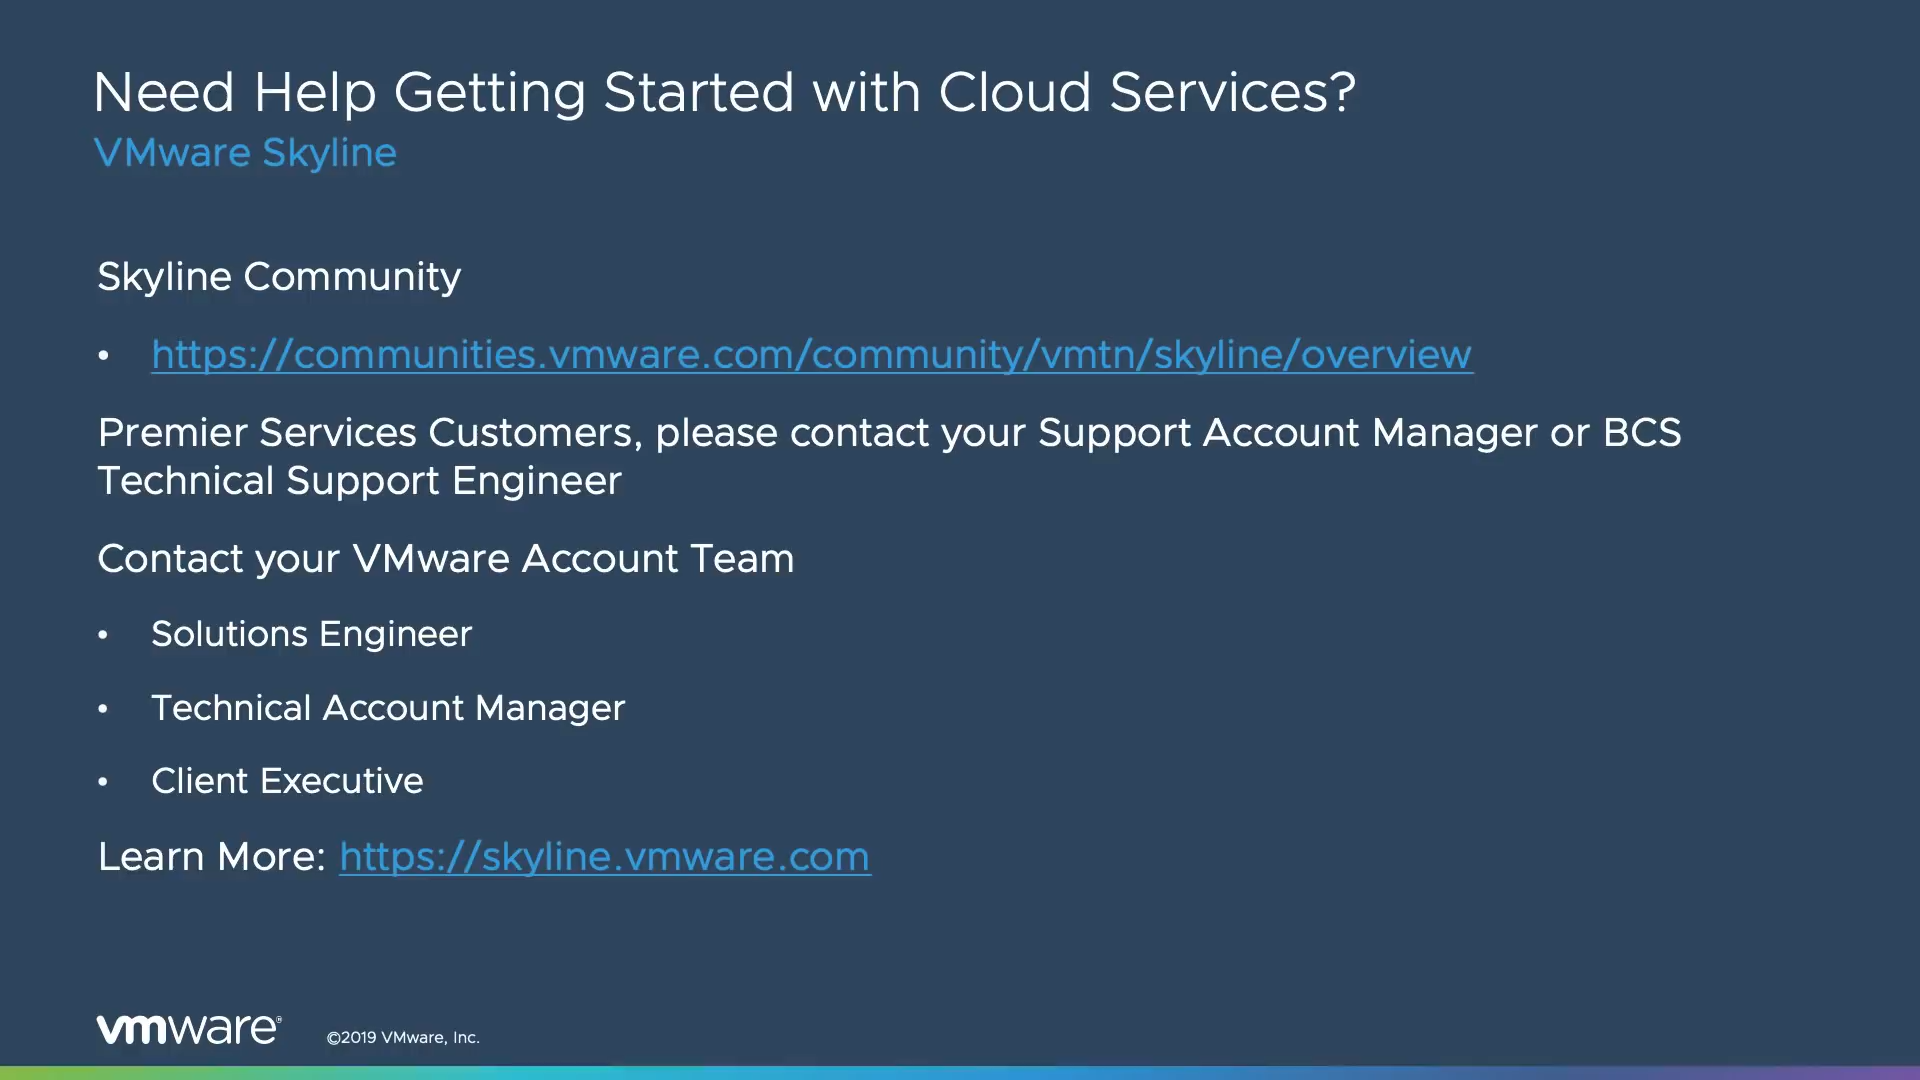 Need Help Getting Started with Cloud Services?
VMware Skyline
Skyline Community
• https://communities.vmware.com/community/vmtn/skyline/overview
Premier Services Customers, please contact your Support Account Manager or BCS
Technical Support Engineer
Contact your VMware Account Team
• Solutions Engineer
• Technical Account Manager
• Client Executive
Learn More: https://skyline.vmware.com
vmware® ©2019 VMware, Inc.